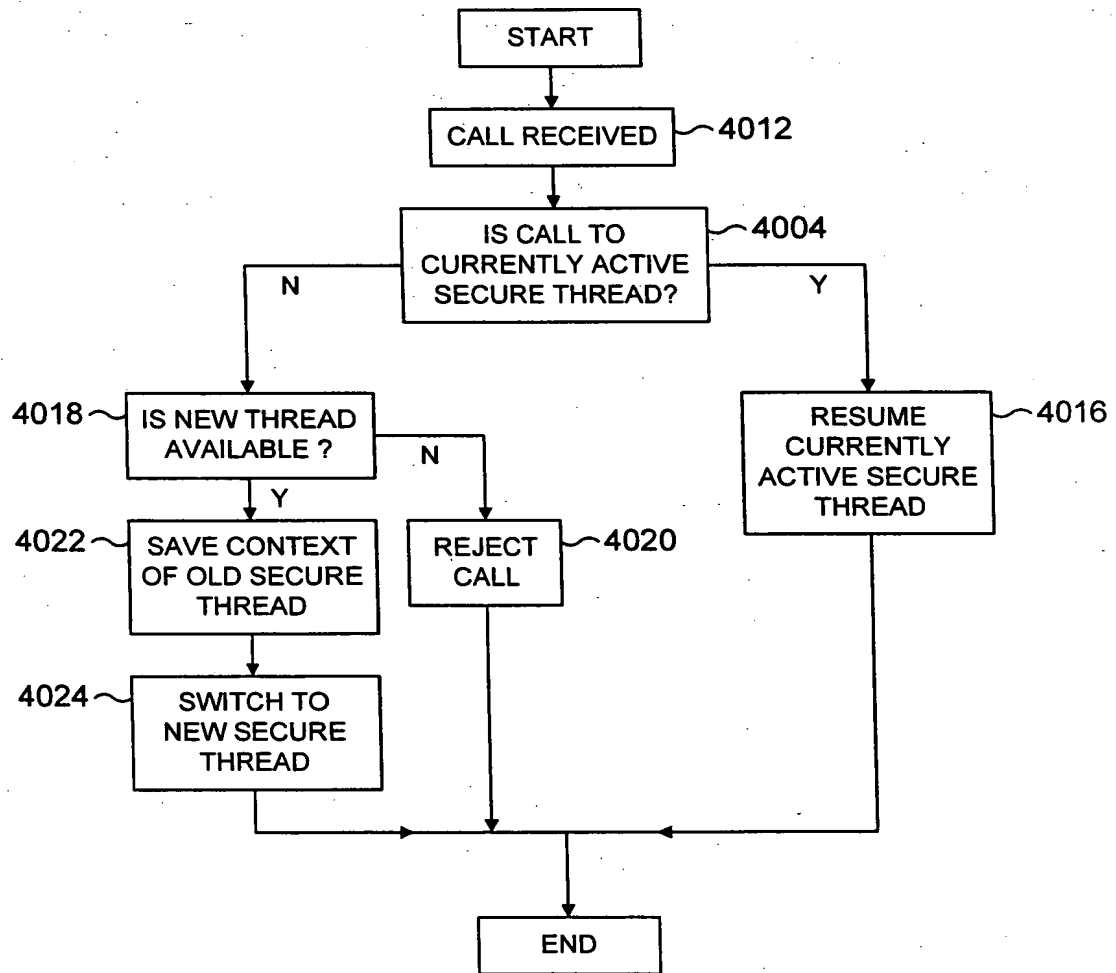 START
CALL RECEIVED
4012
IS CALL TO
CURRENTLY ACTIVE
SECURE THREAD?
4004
N
Y
4018
IS NEW THREAD
AVAILABLE ?
N
Y
RESUME
CURRENTLY
ACTIVE SECURE
THREAD
4016
4022
SAVE CONTEXT
OF OLD SECURE
THREAD
REJECT
CALL
4020
4024
SWITCH TO
NEW SECURE
THREAD
END